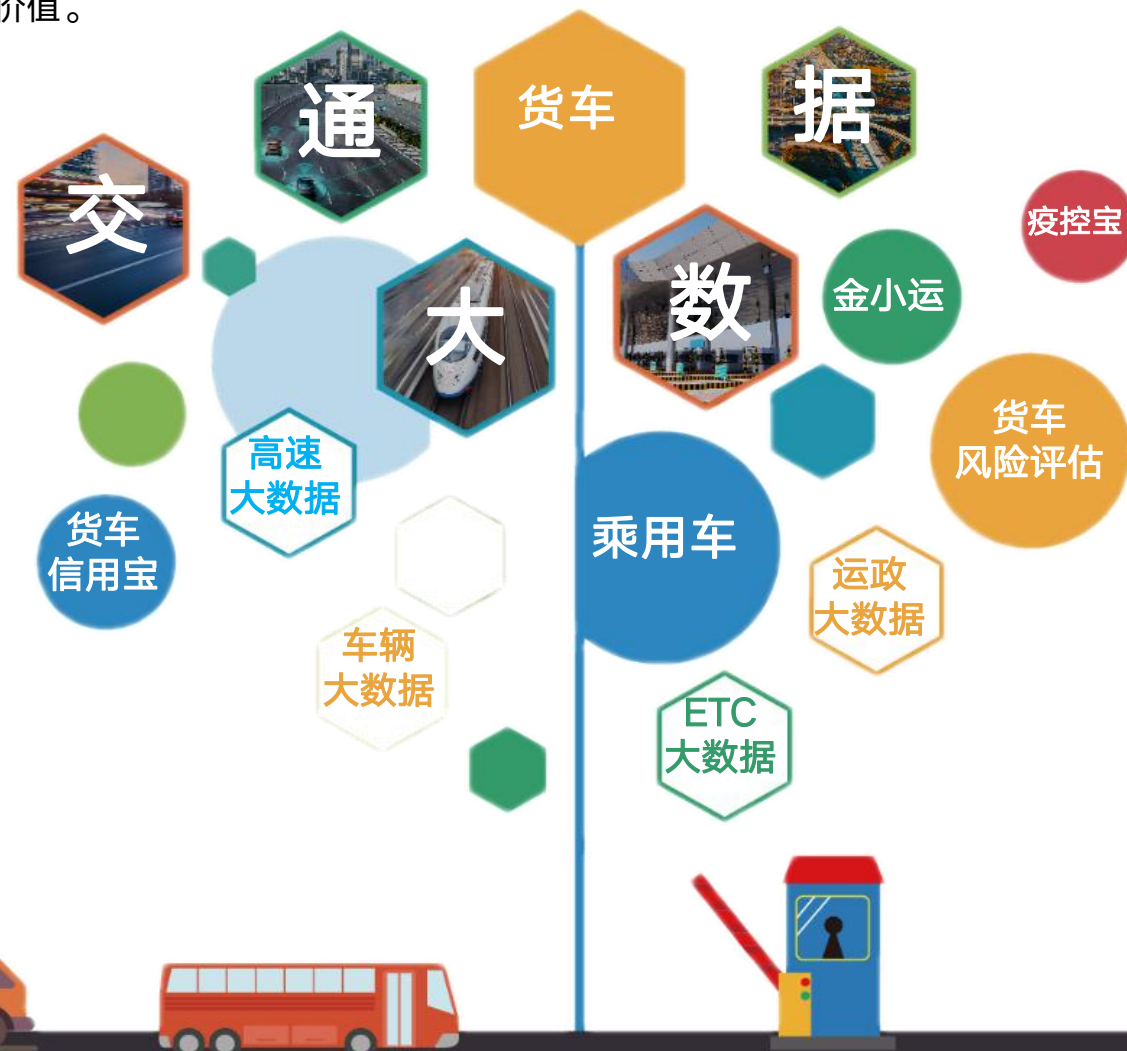 价值。
交
通
大
数
据
货车
疫控宝
金小运
货车
风险评估
高速
大数据
货车
信用宝
乘用车
运政
大数据
车辆
大数据
ETC
大数据